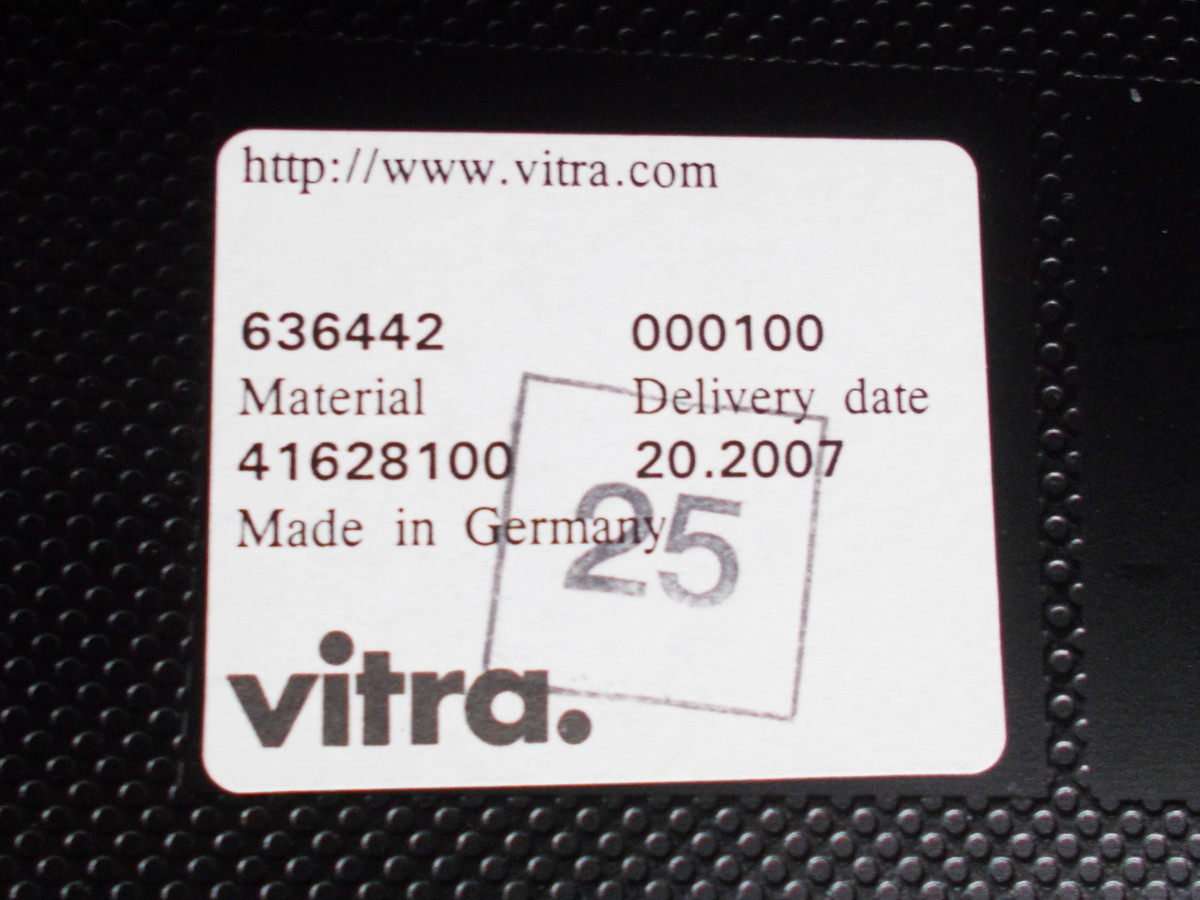 http://www.vitra.com
636442 000100
Material Delivery date
41628100 20.2007
Made in Germany
25
vitra.